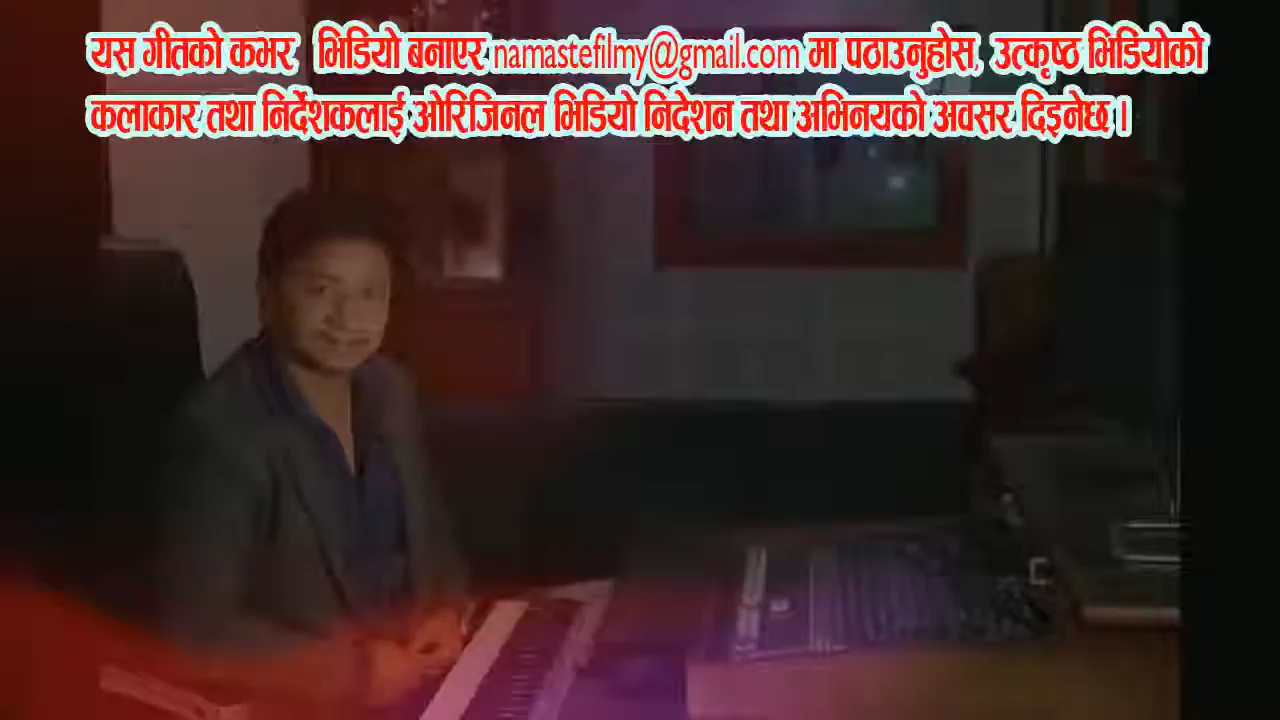 यस गीतको कभर भिडियो बनाएर namastefilmy@gmail.com मा पठाउनुहोस, उत्कृष्ठ भिडियोको
कलाकार तथा निर्देशकलाई ओरिजिनल भिडियो निदेशन तथा अभिनयको अवसर दिइनेछ ।